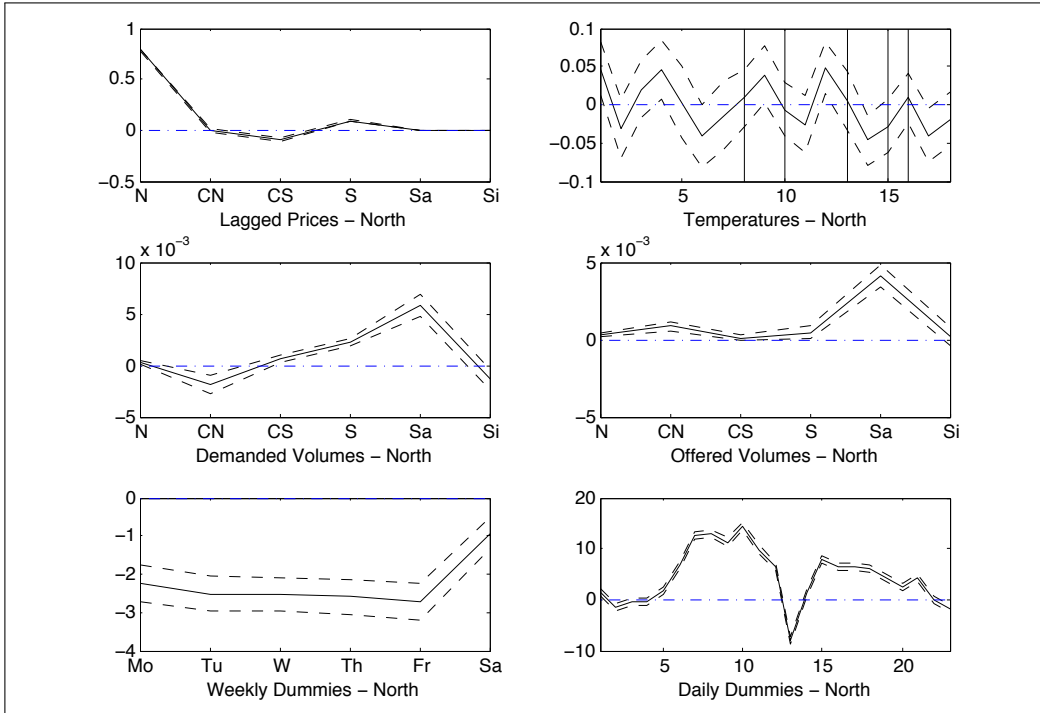 1
0.5
0
−0.5
N CN CS S Sa Si
Lagged Prices − North
0.1
0.05
0
−0.05
−0.1
5 10 15
Temperatures − North
x 10−3
10
5
0
−5
N CN CS S Sa Si
Demanded Volumes − North
x 10−3
5
0
−5
N CN CS S Sa Si
Offered Volumes − North
0
−1
−2
−3
−4
Mo Tu W Th Fr Sa
Weekly Dummies − North
20
10
0
−10
5 10 15 20
Daily Dummies − North